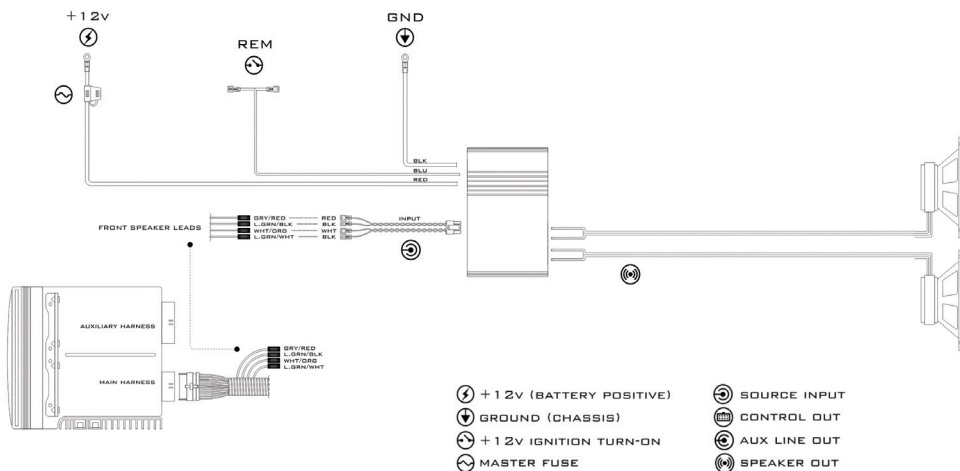 +12V
REM
GND
BLK
BLU
RED
FRONT SPEAKER LEADS
GRY/RED RED
L.GRN/BLK BLK
WHT/ORG WHT
L.GRN/WHT BLK
INPUT
AUXILIARY HARNESS
MAIN HARNESS
GRY/RED
L.GRN/BLK
WHT/ORG
L.GRN/WHT
+12V (BATTERY POSITIVE)
GROUND (CHASSIS)
+12V IGNITION TURN-ON
MASTER FUSE
SOURCE INPUT
CONTROL OUT
AUX LINE OUT
SPEAKER OUT